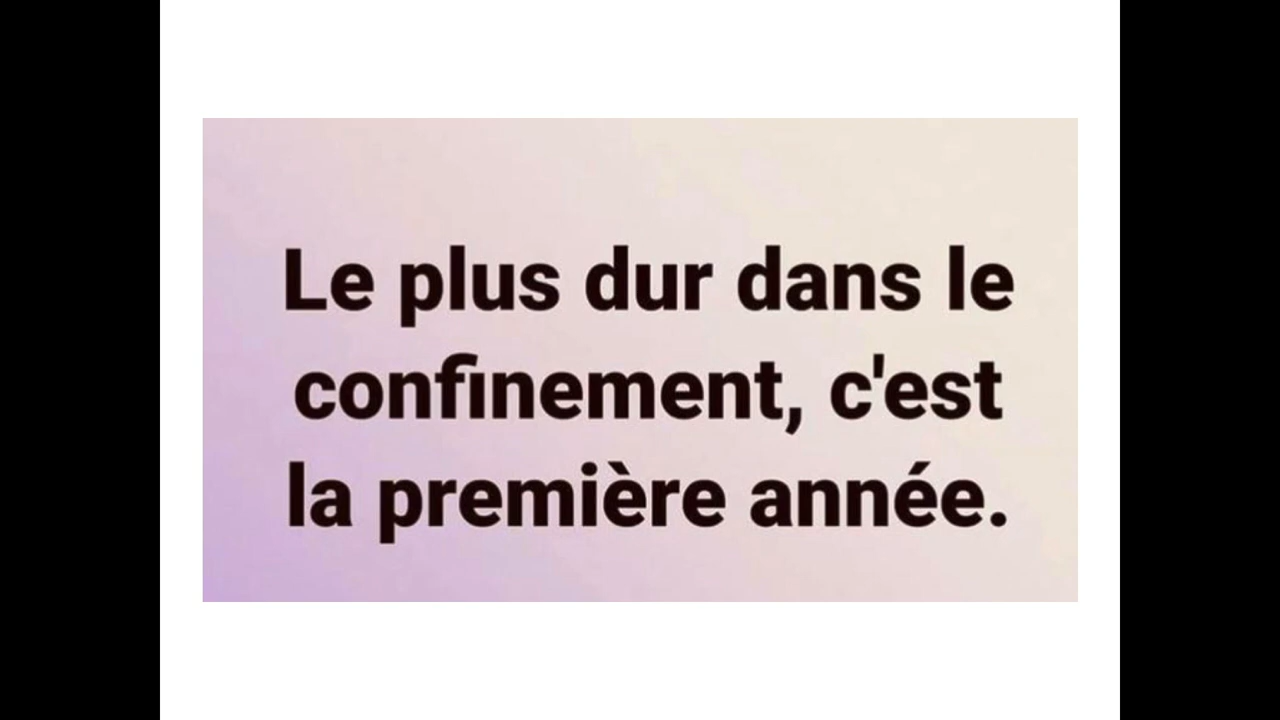 Le plus dur dans le
confinement, c'est
la première année.